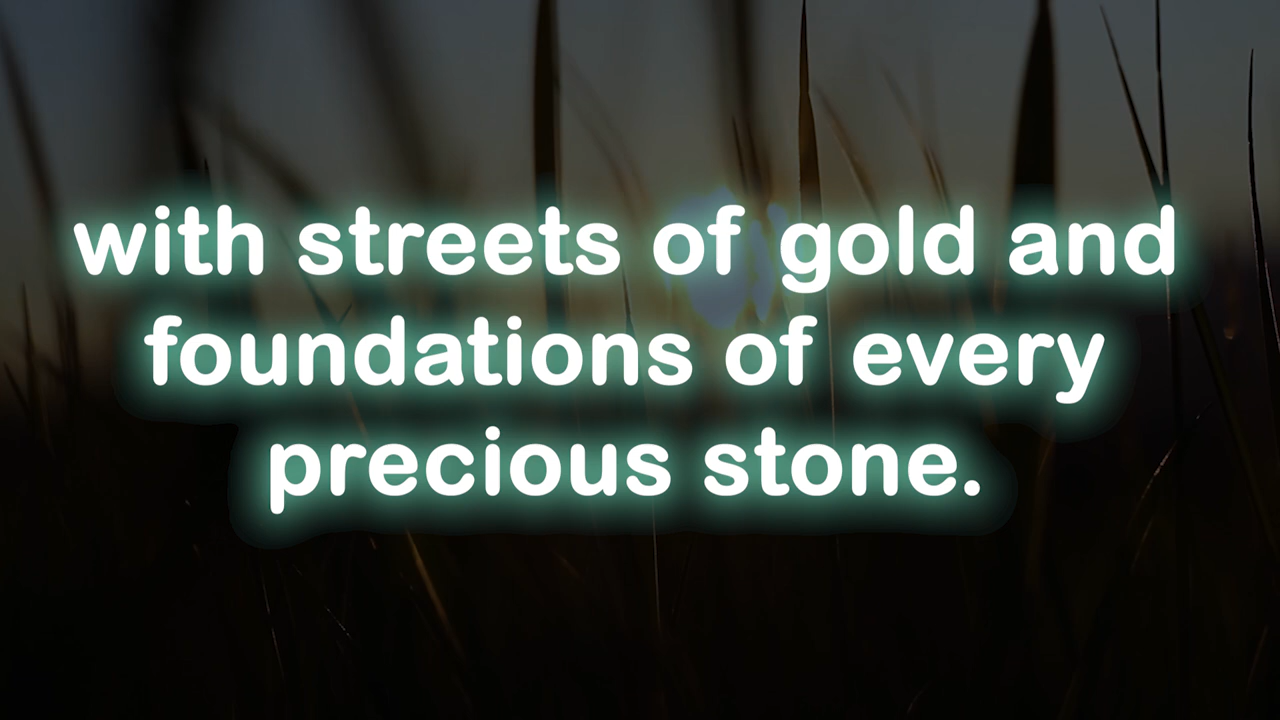 with streets of gold and
foundations of every
precious stone.